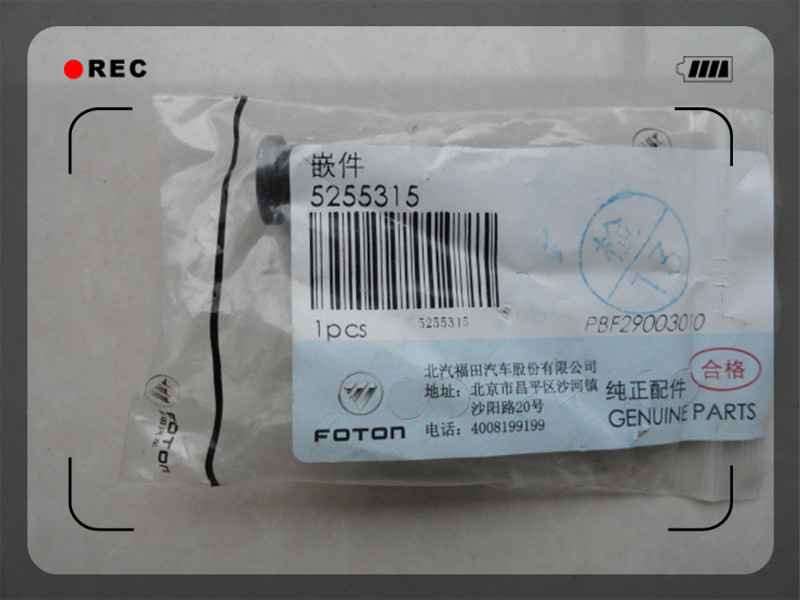 REC
嵌件
5255315
5255315
1pcs
PBF29003010
检
13
合格
北汽福田汽车股份有限公司
地址：北京市昌平区沙河镇
沙阳路20号
电话：4008199199
纯正配件
GENUINE PARTS
FOTON
FOTON